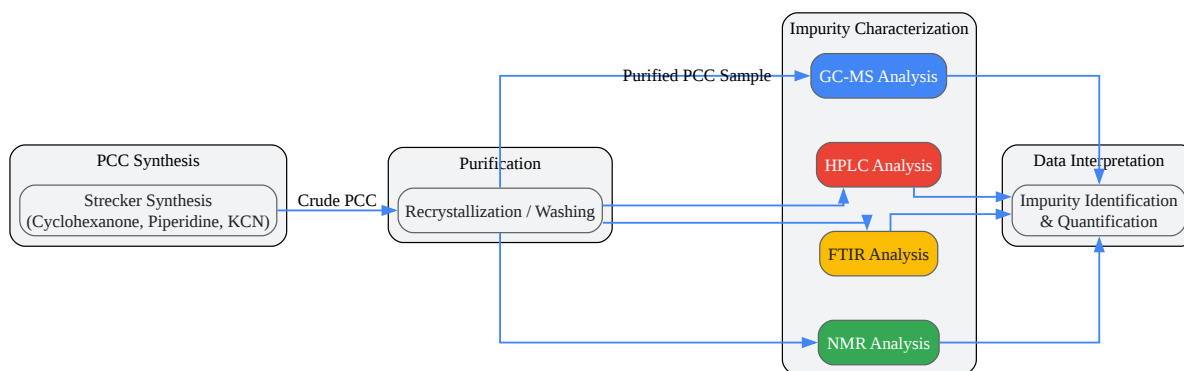 PCC Synthesis
Strecker Synthesis
(Cyclohexanone, Piperidine, KCN)
Crude PCC
Purification
Recrystallization / Washing
Purified PCC Sample
Impurity Characterization
GC-MS Analysis
HPLC Analysis
FTIR Analysis
NMR Analysis
Data Interpretation
Impurity Identification
& Quantification